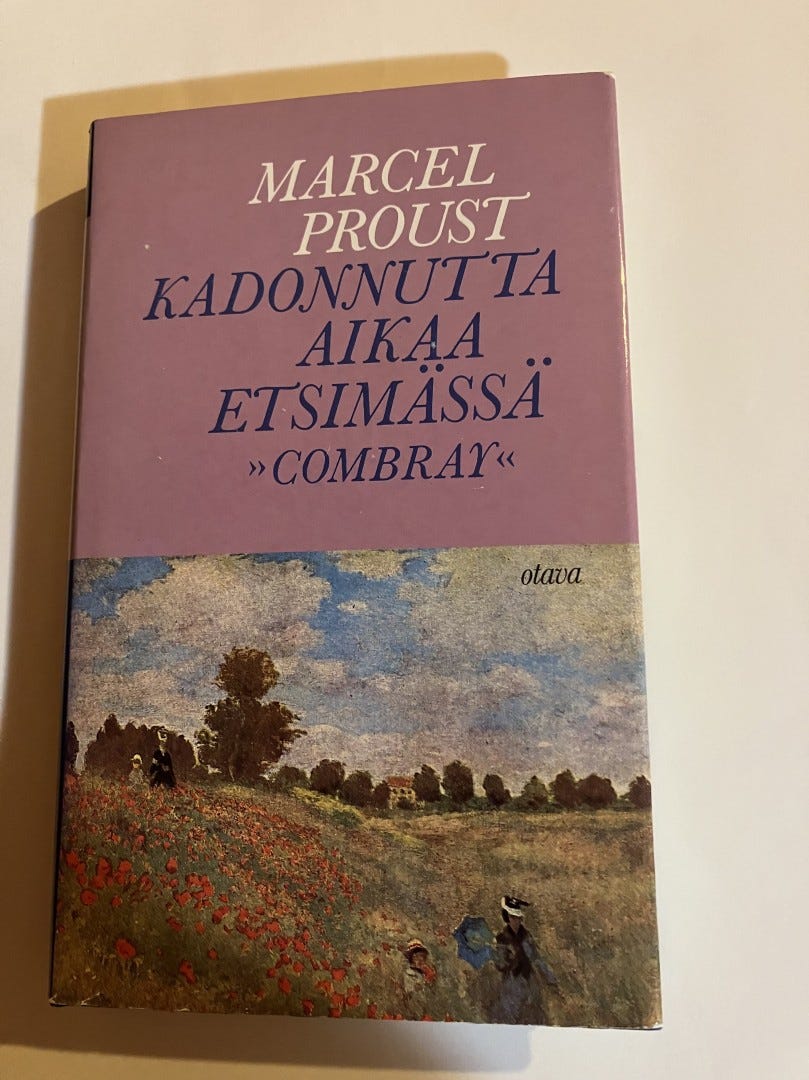 MARCEL
PROUST
KADONNUTTA
AIKAA
ETSIMÄSSÄ
»COMBRAY«
otava